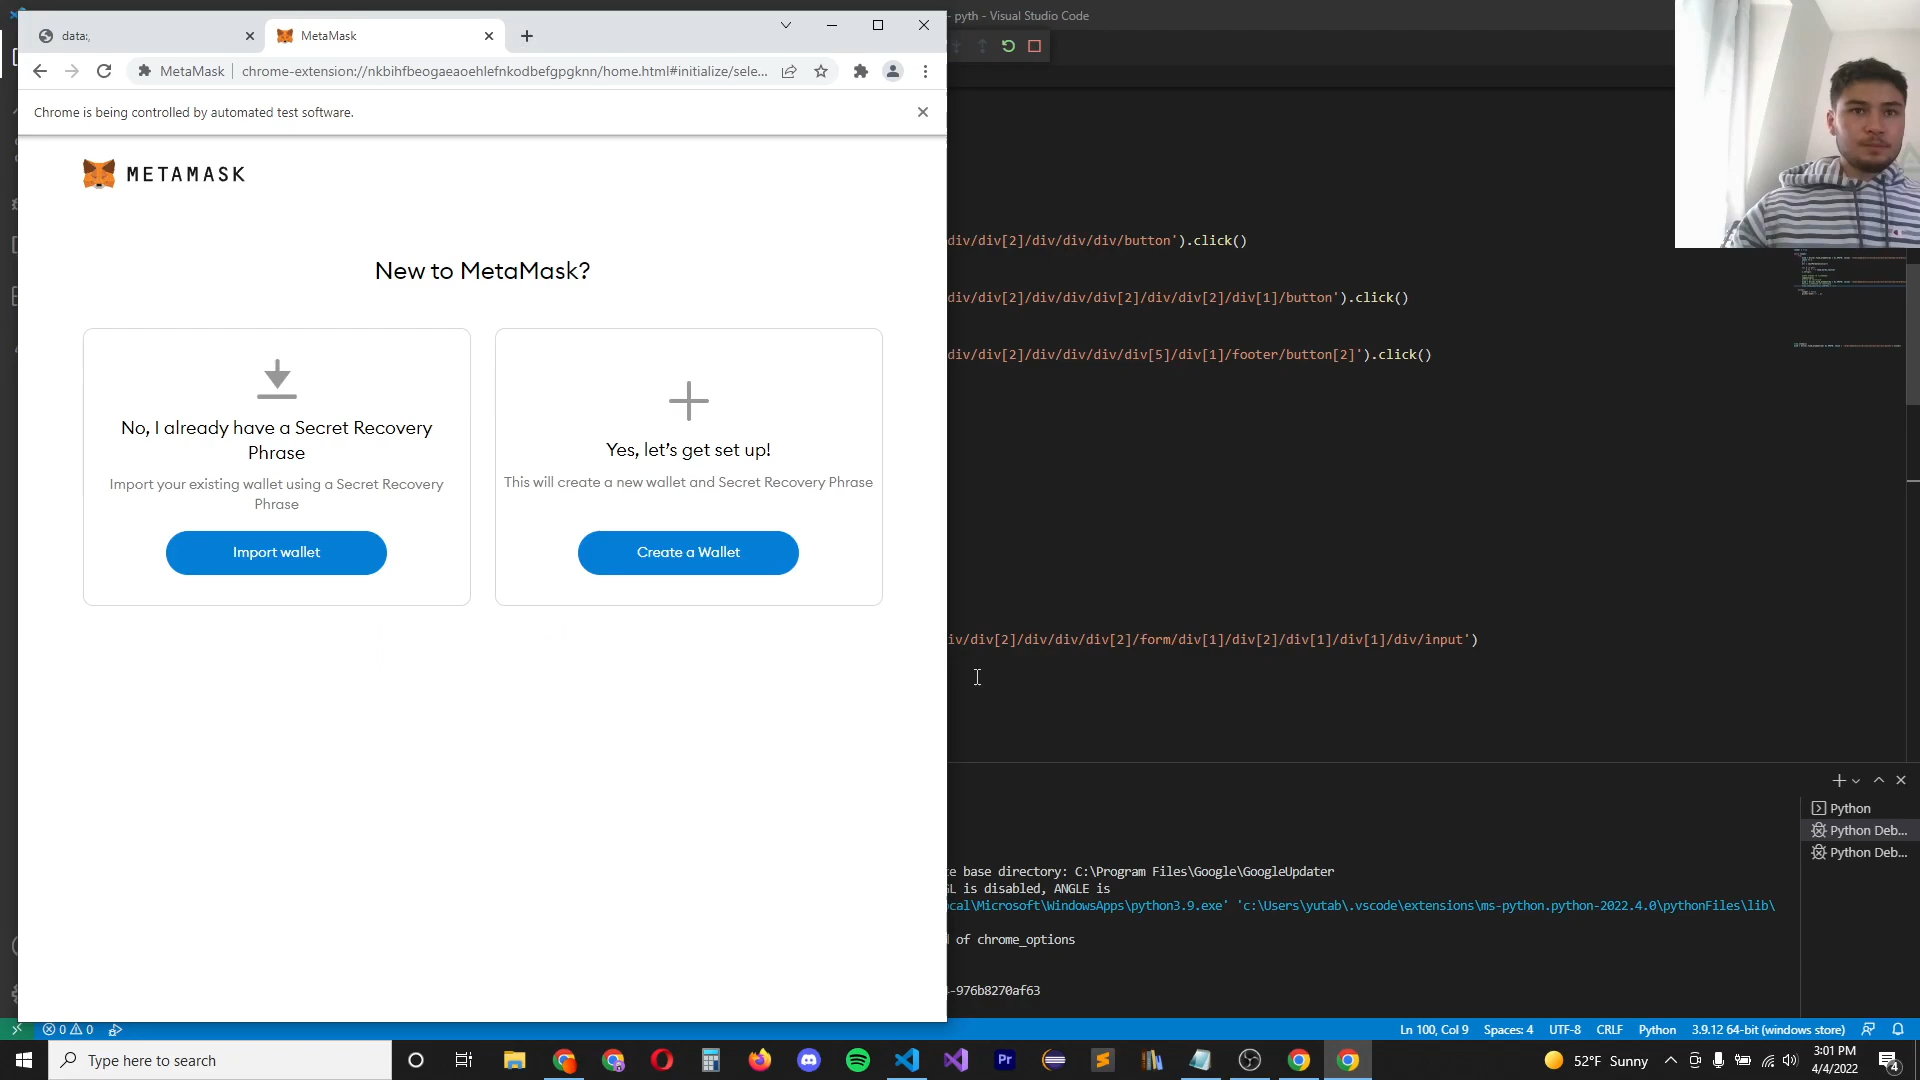 pyth - Visual Studio Code
data:,
MetaMask
MetaMask
chrome-extension://nkbihfbeogaeaoehlefnkodbefgpgknn/home.html#initialize/sele...
Chrome is being controlled by automated test software.
METAMASK
New to MetaMask?
No, I already have a Secret Recovery
Phrase
Import your existing wallet using a Secret Recovery
Phrase
Import wallet
Yes, let's get set up!
This will create a new wallet and Secret Recovery Phrase
Create a Wallet
div/div[2]/div/div/div/button').click()
div/div[2]/div/div/div[2]/div/div[2]/div[1]/button').click()
div/div[2]/div/div/div/div[5]/div[1]/footer/button[2]').click()
iv/div[2]/div/div/div[2]/form/div[1]/div[2]/div[1]/div[1]/div/input')
Python
Python Deb...
Python Deb...
te base directory: C:\Program Files\Google\GoogleUpdater
GL is disabled, ANGLE is
ocal\Microsoft\WindowsApps\python3.9.exe' 'c:\Users\yutab\.vscode\extensions\ms-python.python-2022.4.0\pythonFiles\lib\
of chrome_options
-976b8270af63
0 0
Ln 100, Col 9
Spaces: 4
UTF-8
CRLF
Python
3.9.12 64-bit (windows store)
Type here to search
Pr
52°F Sunny
3:01 PM
4/4/2022
4